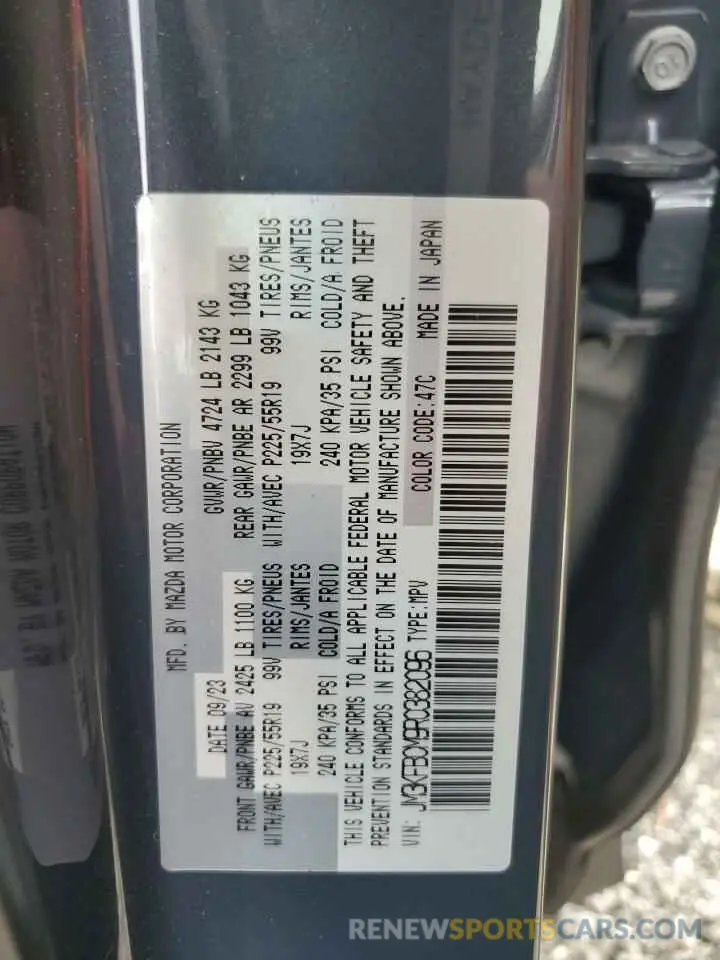 MFD. BY MAZDA MOTOR CORPORATION
DATE 09/23 GVWR/PNBV 4724 LB 2143 KG
FRONT GAWR/PNBE AV 2425 LB 1100 KG REAR GAWR/PNBE AR 2299 LB 1043 KG
WITH/AVEC P225/55R19 99V TIRES/PNEUS WITH/AVEC P225/55R19 99V TIRES/PNEUS
19X7J RIMS/JANTES 19X7J RIMS/JANTES
240 KPA/35 PSI COLD/A FROID 240 KPA/35 PSI COLD/A FROID
THIS VEHICLE CONFORMS TO ALL APPLICABLE FEDERAL MOTOR VEHICLE SAFETY AND THEFT
PREVENTION STANDARDS IN EFFECT ON THE DATE OF MANUFACTURE SHOWN ABOVE.
VIN: JM3KFBCM9R0382096 TYPE:MPV COLOR CODE:47C MADE IN JAPAN
RENEWSPORTSCARS.COM